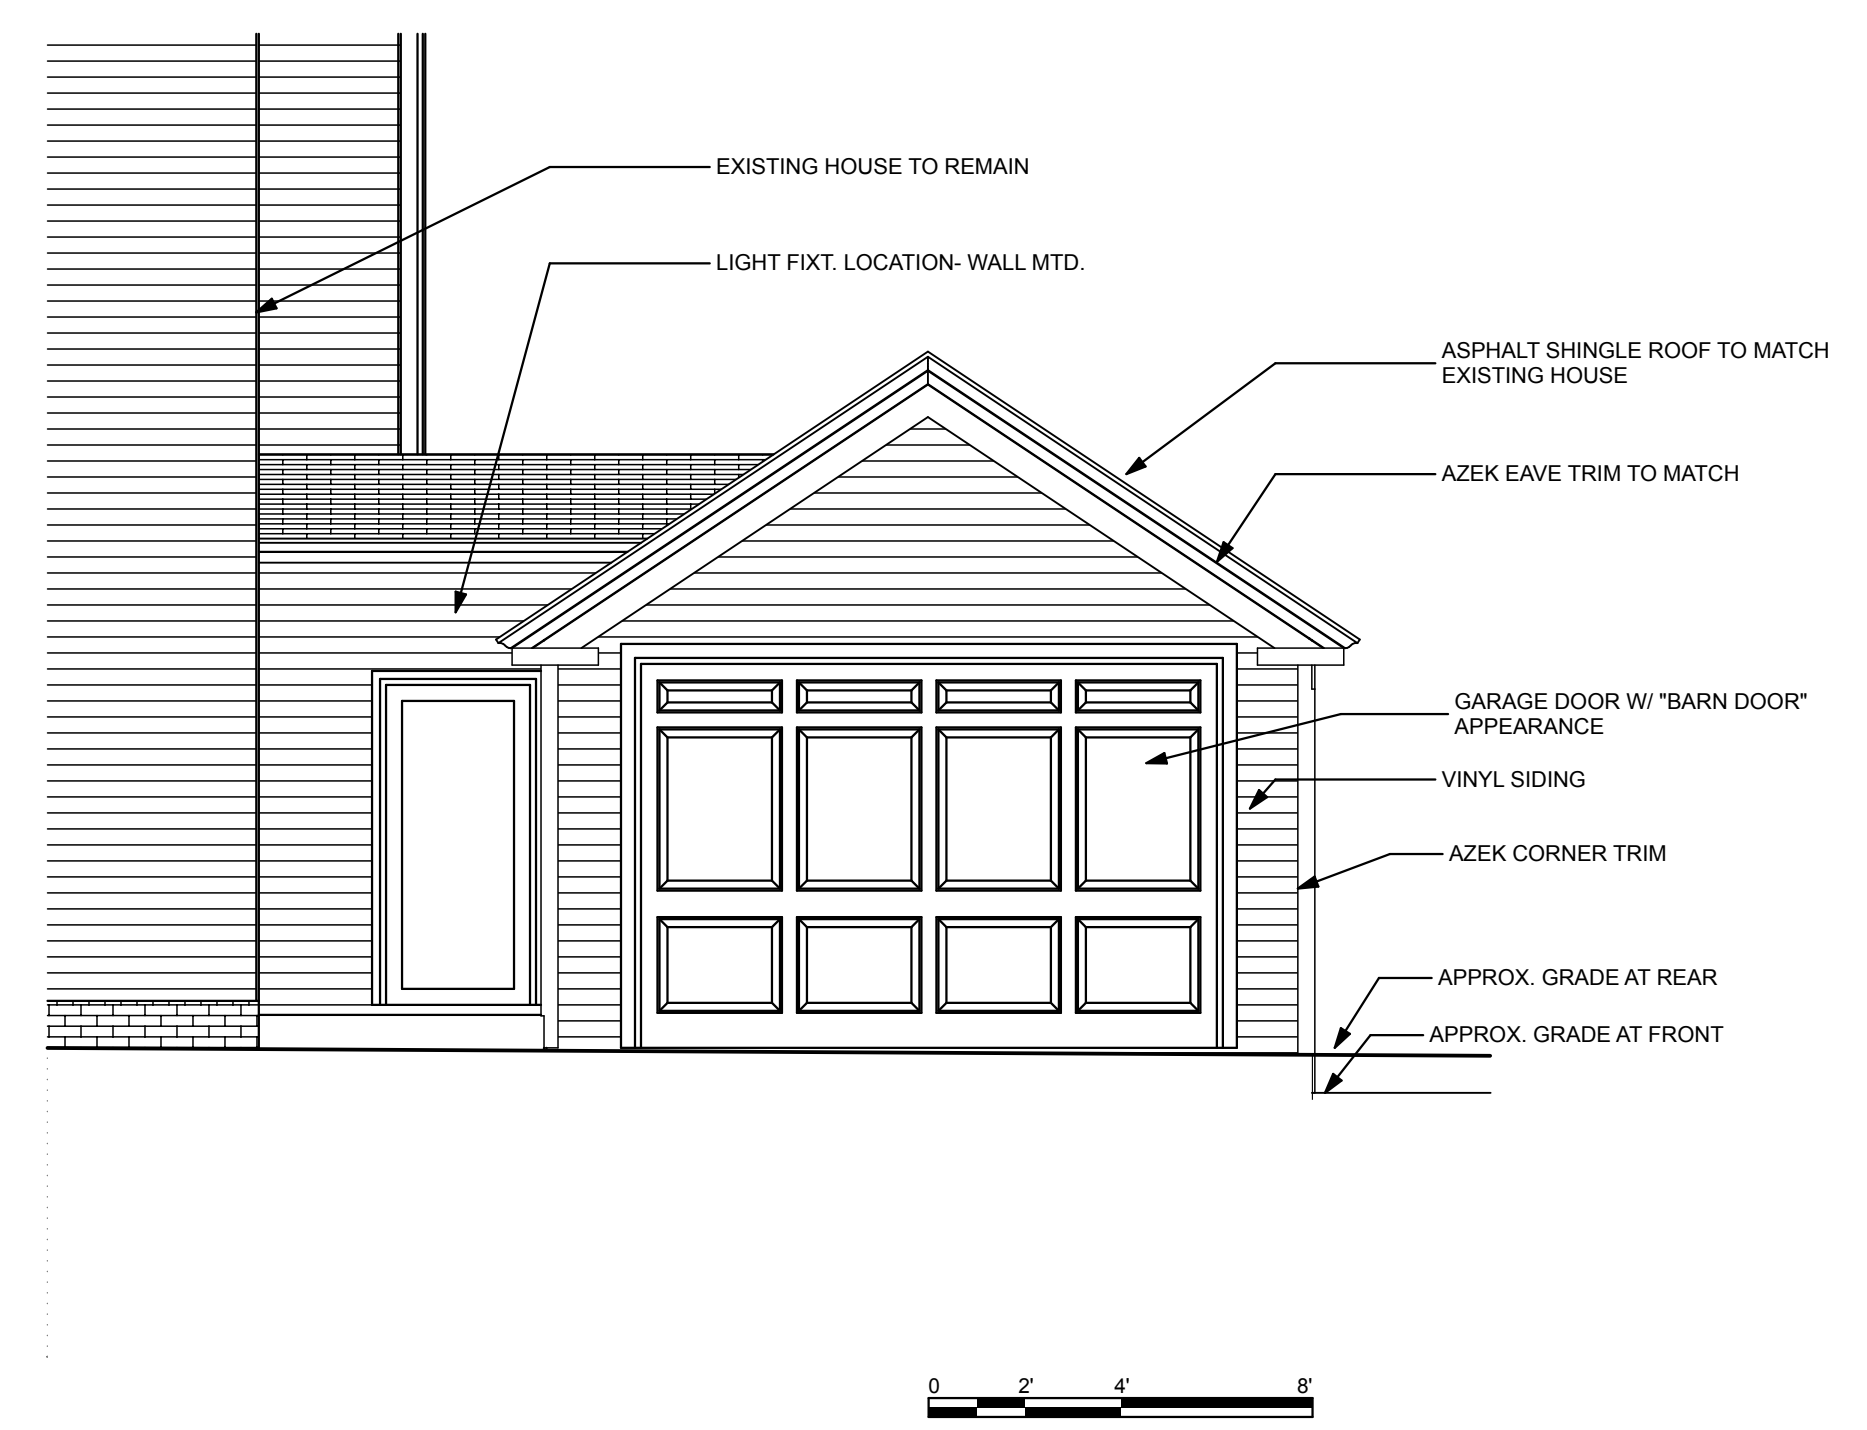 EXISTING HOUSE TO REMAIN
LIGHT FIXT. LOCATION- WALL MTD.
ASPHALT SHINGLE ROOF TO MATCH
EXISTING HOUSE
AZEK EAVE TRIM TO MATCH
GARAGE DOOR W/ "BARN DOOR"
APPEARANCE
VINYL SIDING
AZEK CORNER TRIM
APPROX. GRADE AT REAR
APPROX. GRADE AT FRONT
0 2' 4' 8'